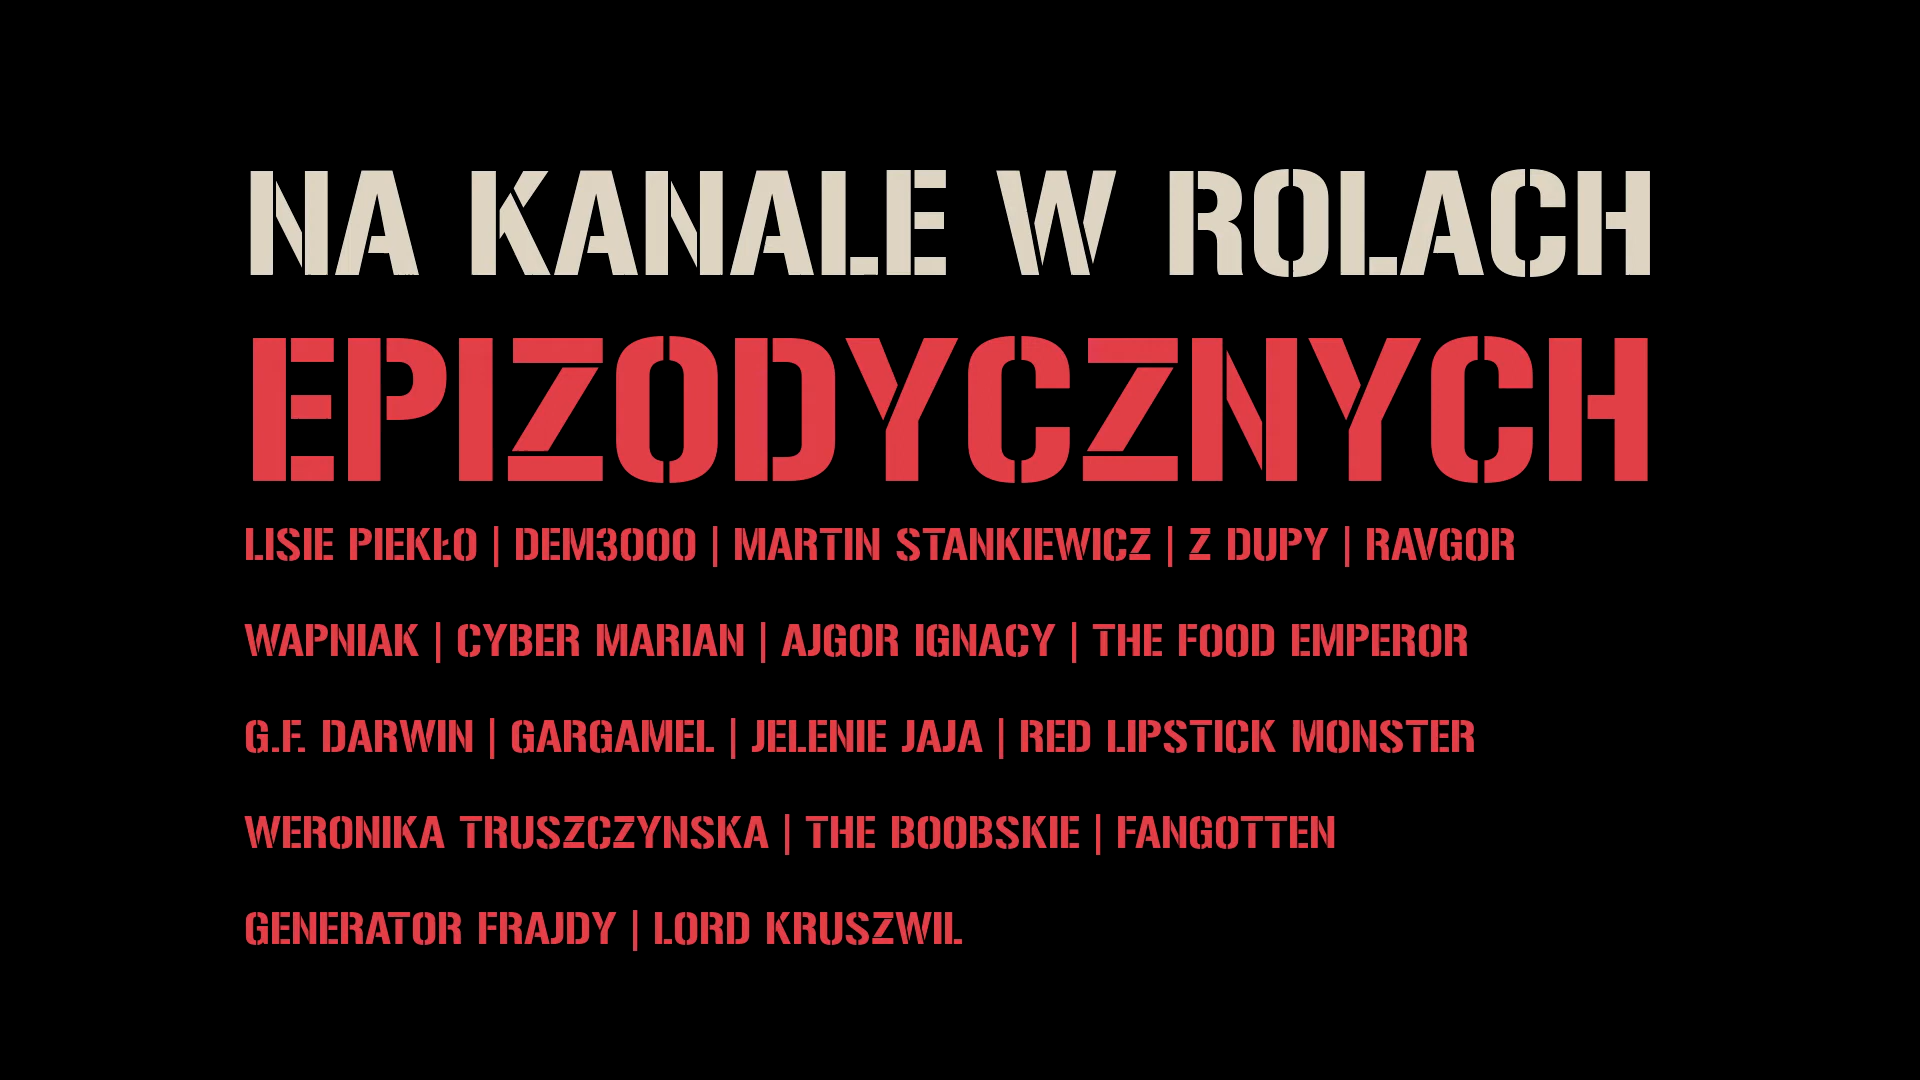 NA KANALE W ROLACH
EPIZODYCZNYCH
LISIE PIEKŁO | DEM3000 | MARTIN STANKIEWICZ | Z DUPY | RAVGOR
WAPNIAK | CYBER MARIAN | AJGOR IGNACY | THE FOOD EMPEROR
G.F. DARWIN | GARGAMEL | JELENIE JAJA | RED LIPSTICK MONSTER
WERONIKA TRUSZCZYNSKA | THE BOOBSKIE | FANGOTTEN
GENERATOR FRAJDY | LORD KRUSZWIL